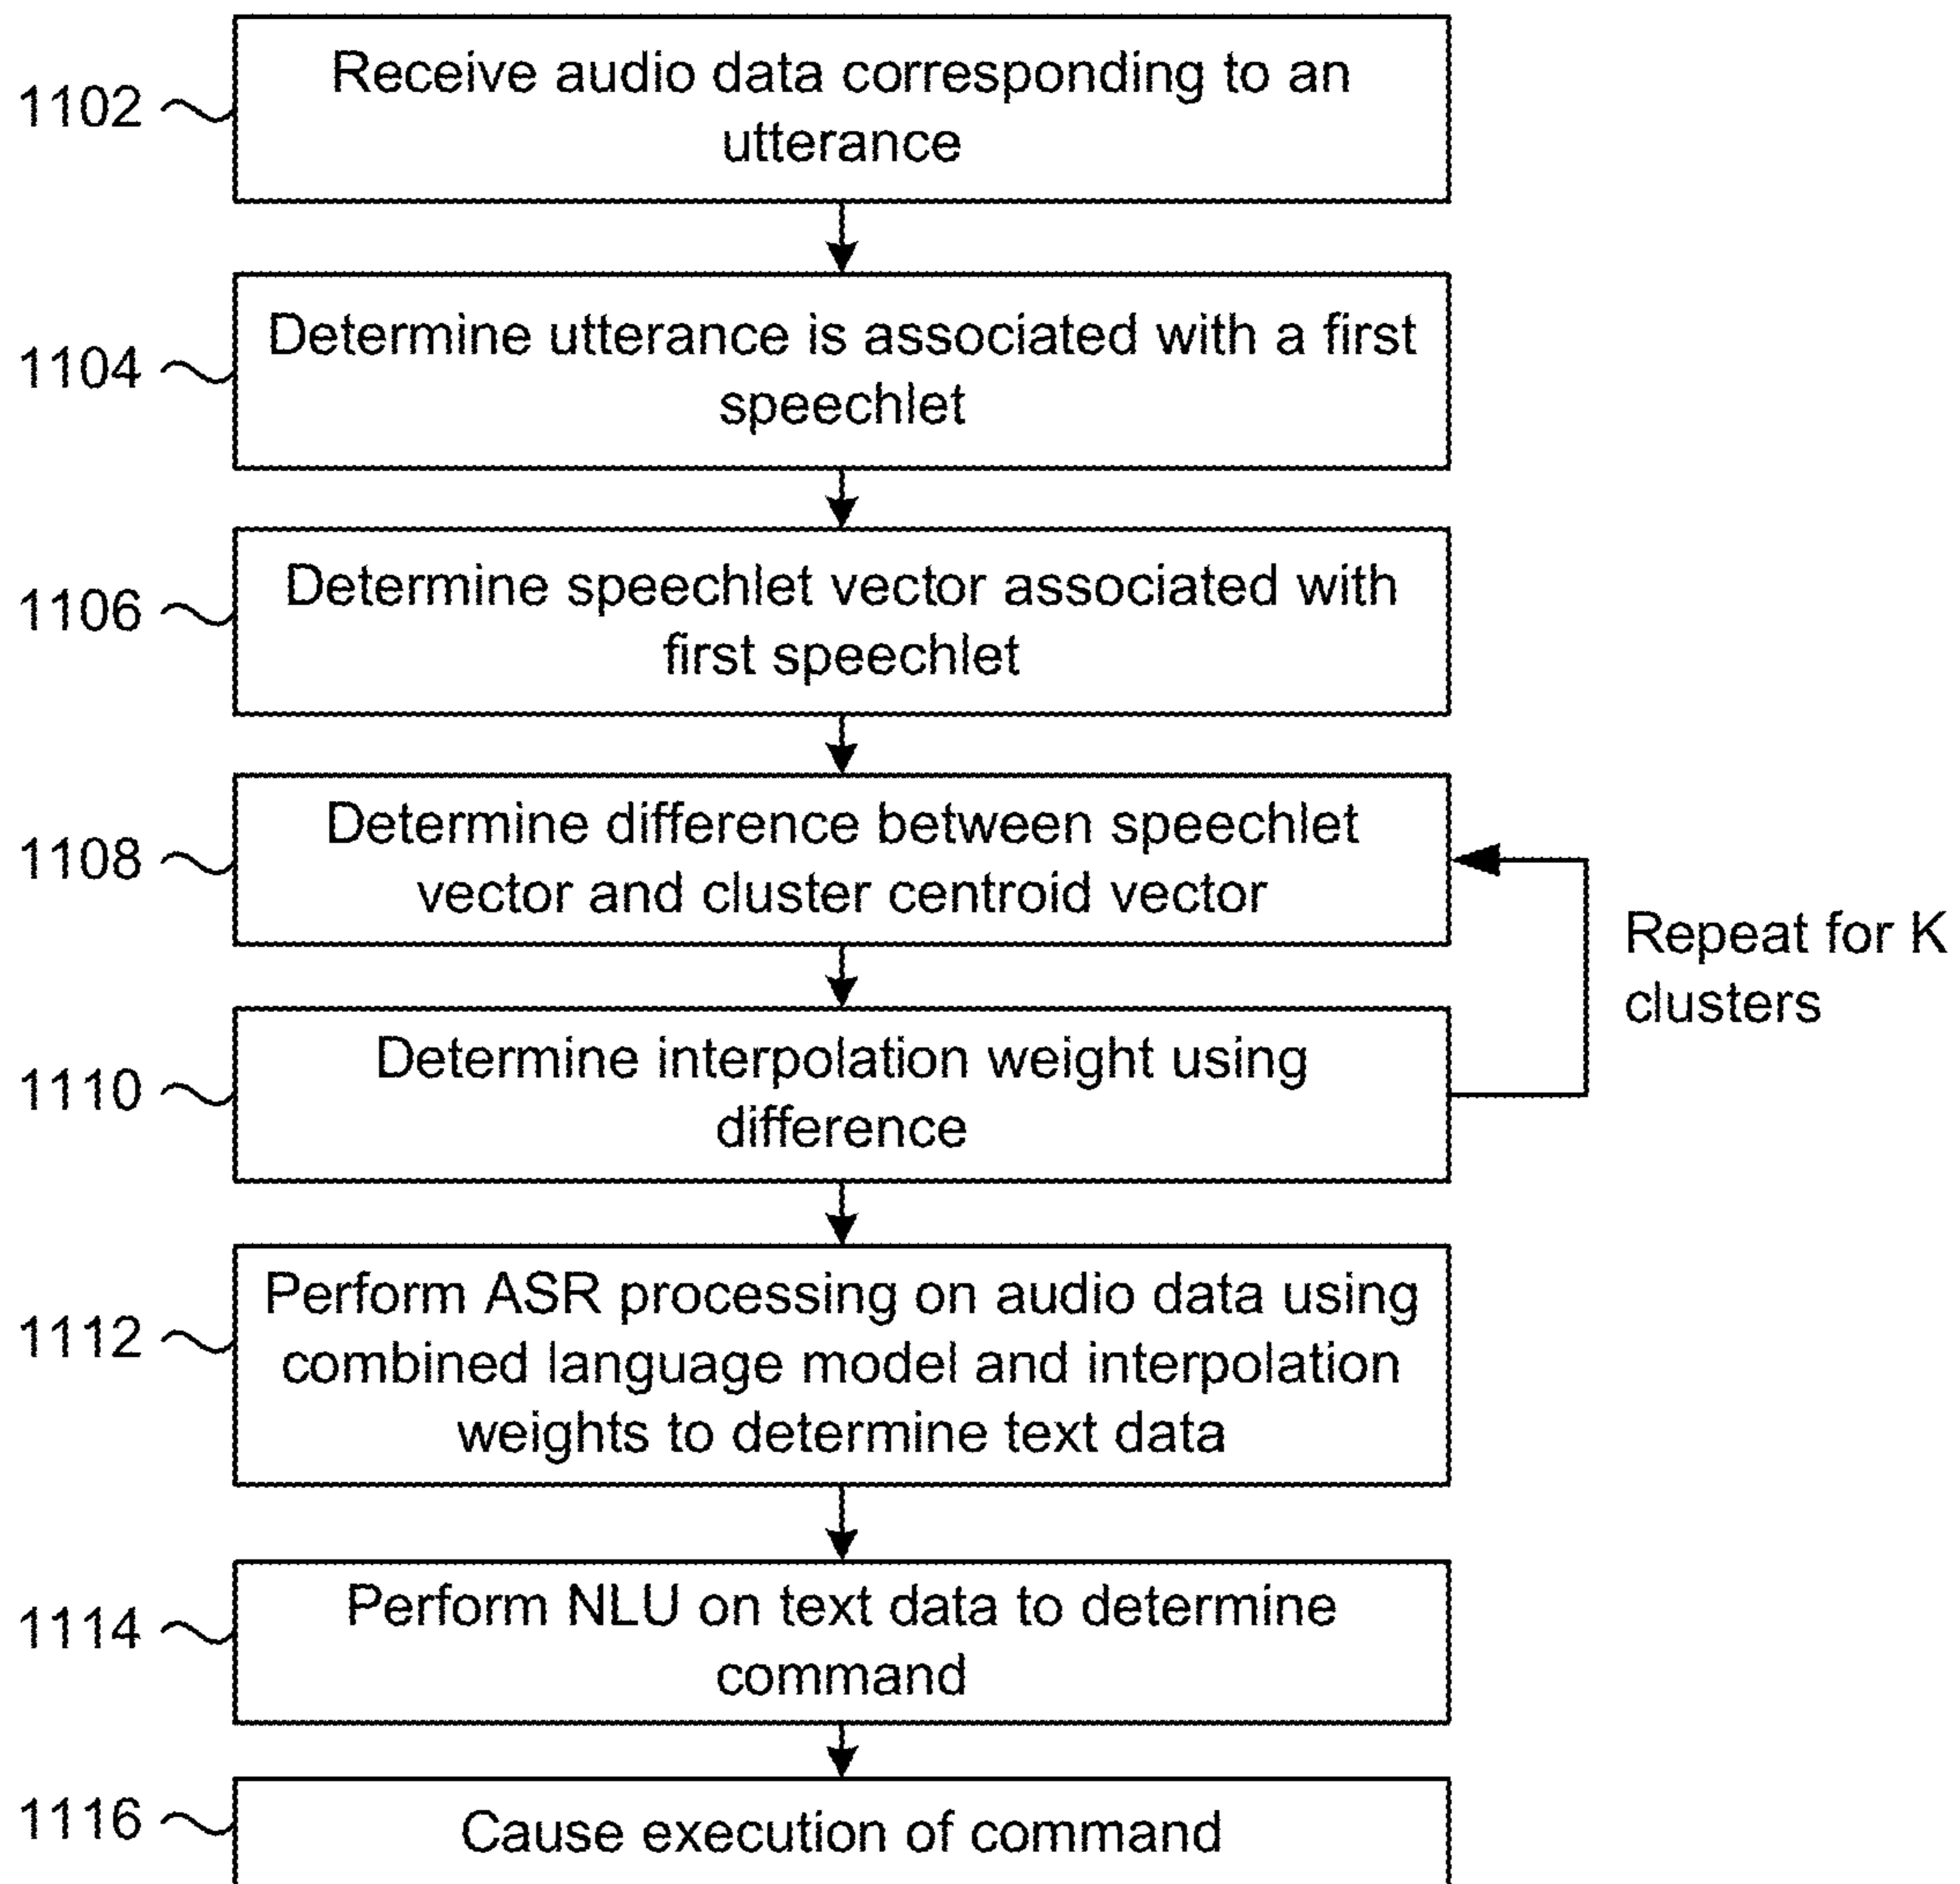 1102
Receive audio data corresponding to an
utterance
1104
Determine utterance is associated with a first
speechlet
1106
Determine speechlet vector associated with
first speechlet
1108
Determine difference between speechlet
vector and cluster centroid vector
Repeat for K
clusters
1110
Determine interpolation weight using
difference
1112
Perform ASR processing on audio data using
combined language model and interpolation
weights to determine text data
1114
Perform NLU on text data to determine
command
1116
Cause execution of command